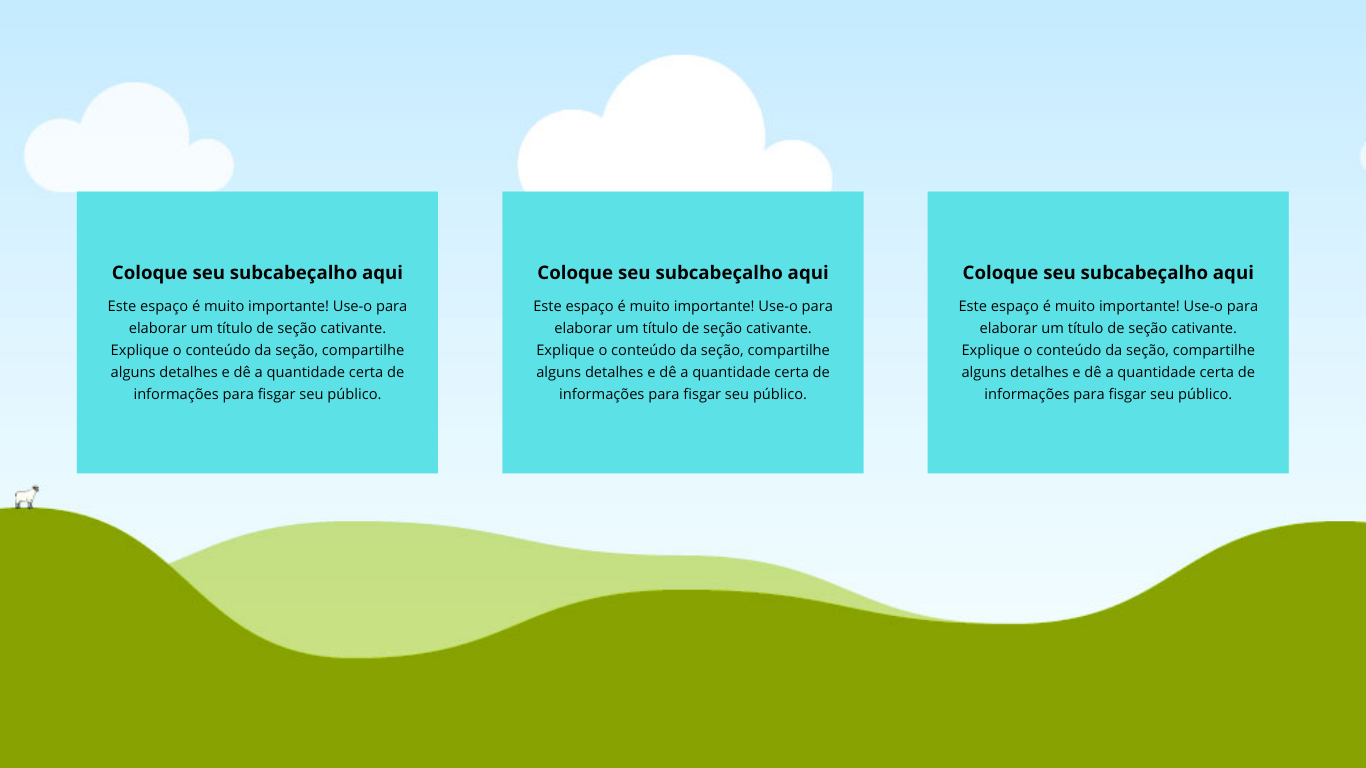 Coloque seu subcabeçalho aqui
Este espaço é muito importante! Use-o para
elaborar um título de seção cativante.
Explique o conteúdo da seção, compartilhe
alguns detalhes e dê a quantidade certa de
informações para fisgar seu público.
Coloque seu subcabeçalho aqui
Este espaço é muito importante! Use-o para
elaborar um título de seção cativante.
Explique o conteúdo da seção, compartilhe
alguns detalhes e dê a quantidade certa de
informações para fisgar seu público.
Coloque seu subcabeçalho aqui
Este espaço é muito importante! Use-o para
elaborar um título de seção cativante.
Explique o conteúdo da seção, compartilhe
alguns detalhes e dê a quantidade certa de
informações para fisgar seu público.